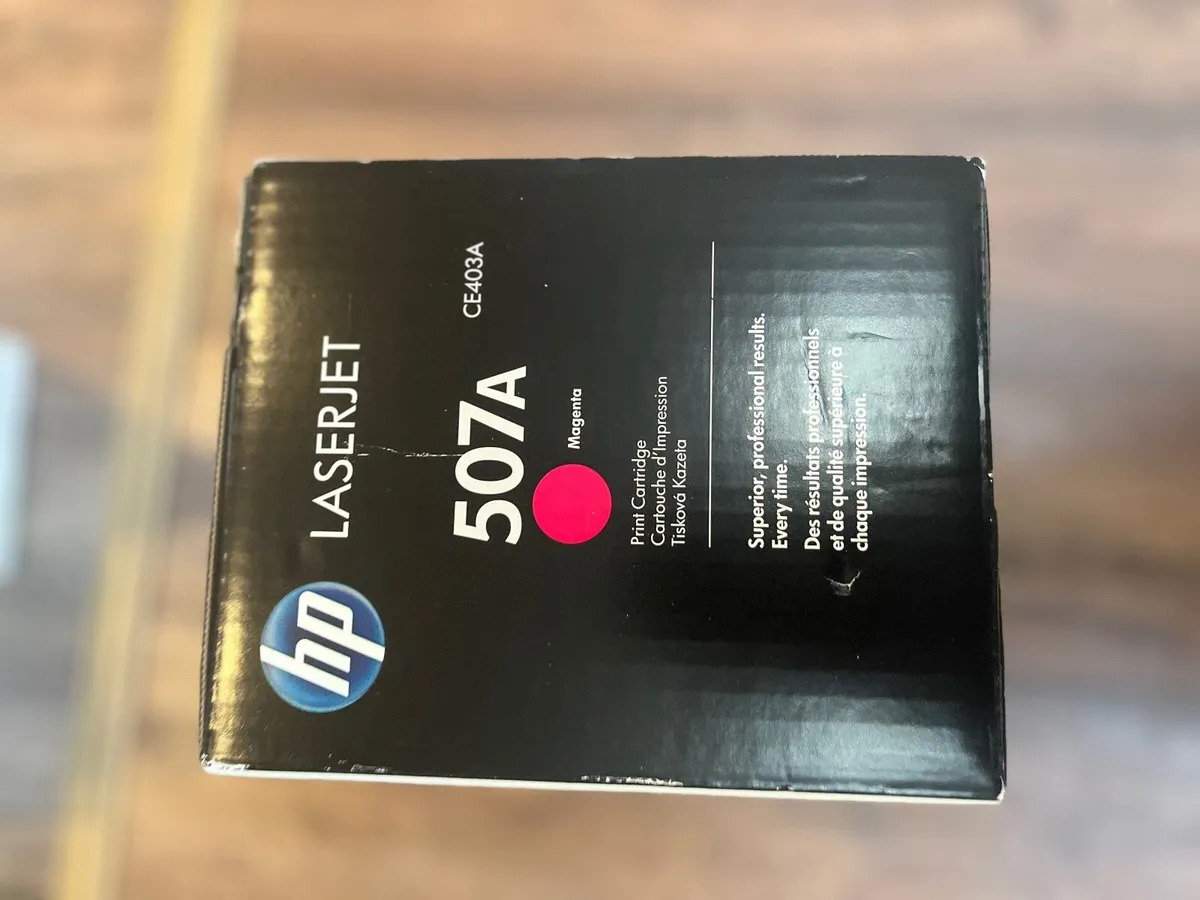 hp
LASERJET
507A
CE403A
Magenta
Print Cartridge
Cartouche d'Impression
Tisková Kazeta
Superior, professional results.
Every time.
Des résultats professionnels
et de qualité supérieure à
chaque impression.